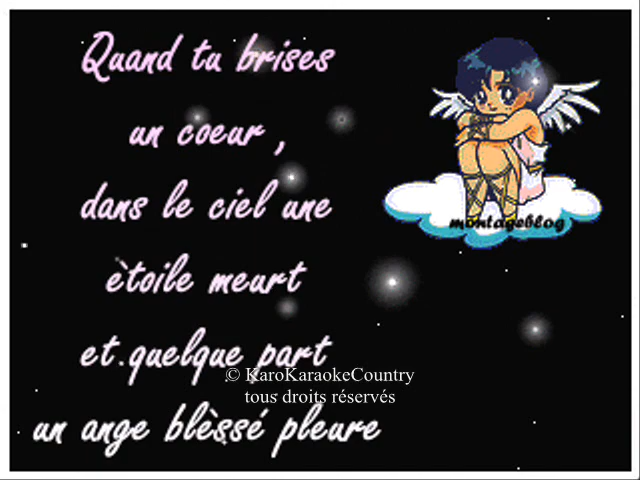 Quand tu brises
un coeur ,
dans le ciel une
ètoile meurt
et quelque part
un ange blèssé pleure
montageblog
© KaroKaraokeCountry
tous droits réservés